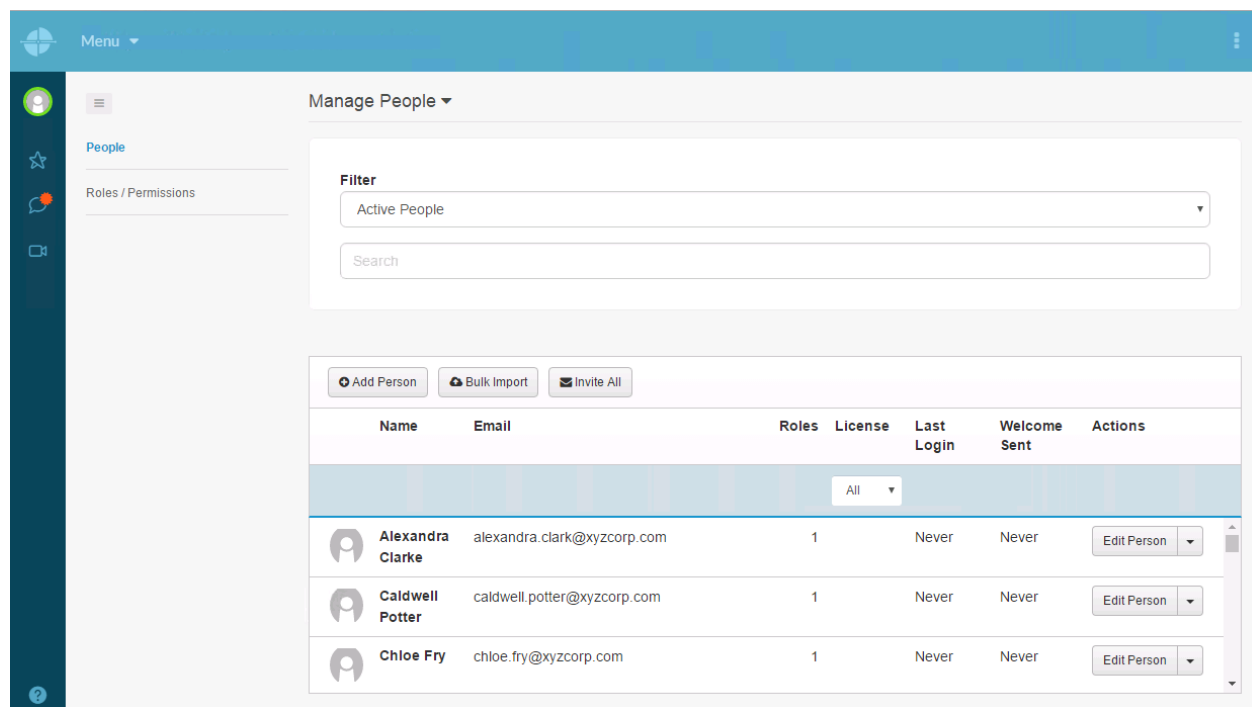 Menu
Manage People
People
Roles / Permissions
Filter
Active People
Search
Add Person Bulk Import Invite All
Name Email Roles License Last Login Welcome Sent Actions
All
Alexandra Clarke alexandra.clark@xyzcorp.com 1 Never Never Edit Person
Caldwell Potter caldwell.potter@xyzcorp.com 1 Never Never Edit Person
Chloe Fry chloe.fry@xyzcorp.com 1 Never Never Edit Person